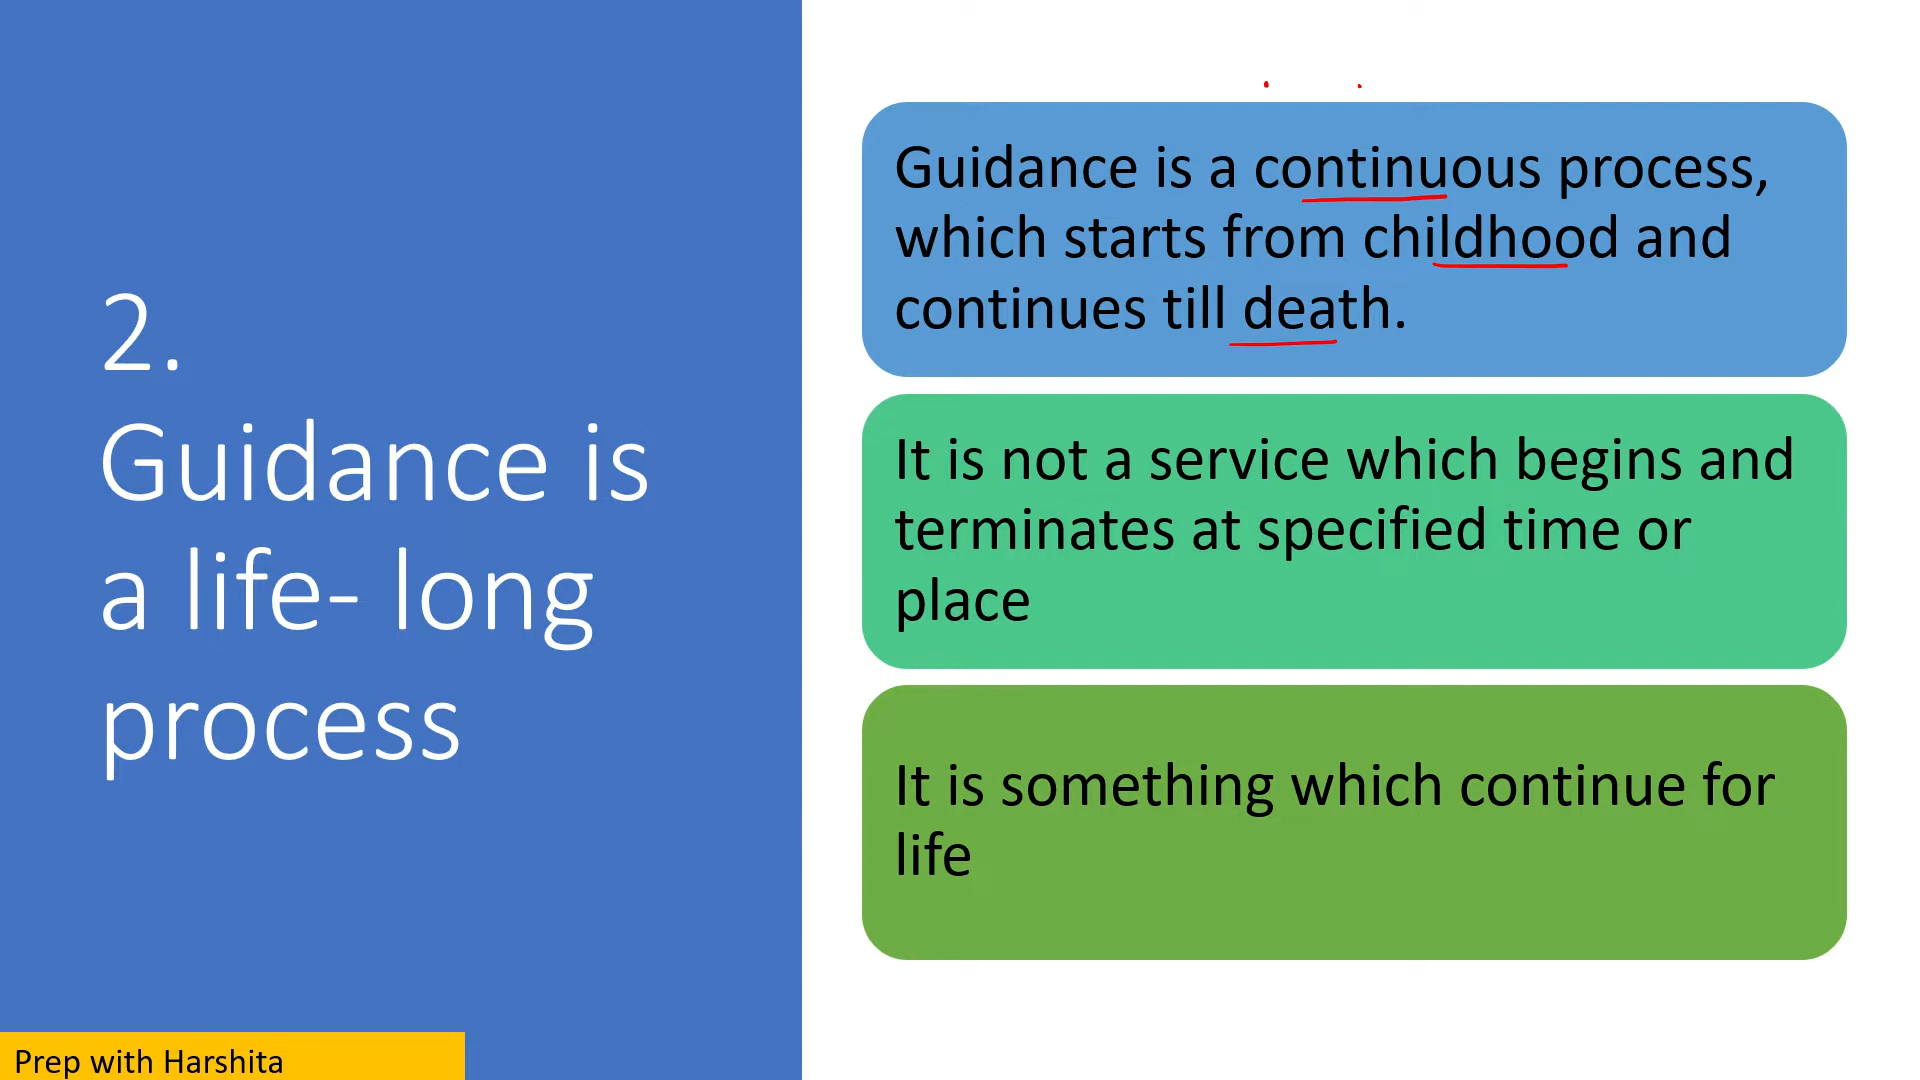 2.
Guidance is
a life- long
process
Guidance is a continuous process,
which starts from childhood and
continues till death.
It is not a service which begins and
terminates at specified time or
place
It is something which continue for
life
Prep with Harshita